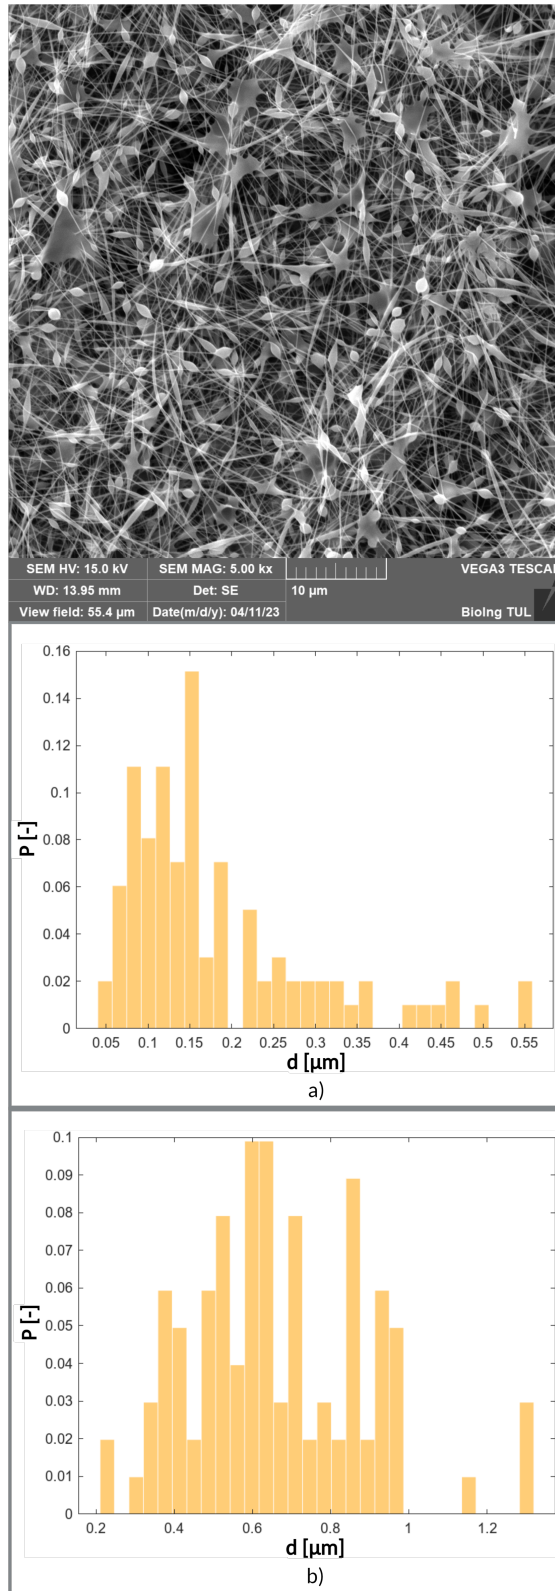 SEM HV: 15.0 kV SEM MAG: 5.00 kx VEGA3 TESCAN
WD: 13.95 mm Det: SE 10 µm
View field: 55.4 µm Date(m/d/y): 04/11/23 BioIng TUL
0.16
0.14
0.12
0.1
0.08
0.06
0.04
0.02
0
P [-]
0.05 0.1 0.15 0.2 0.25 0.3 0.35 0.4 0.45 0.5 0.55
d [µm]
a)
0.1
0.09
0.08
0.07
0.06
0.05
0.04
0.03
0.02
0.01
0
P [-]
0.2 0.4 0.6 0.8 1 1.2
d [µm]
b)